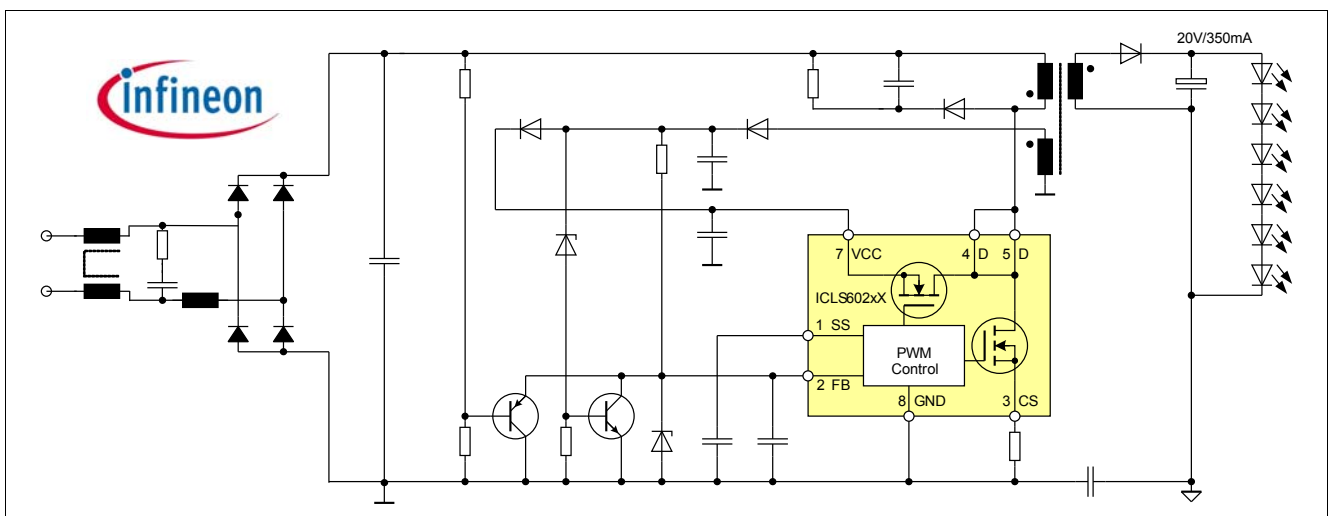 infineon
20V/350mA
7 VCC
4 D
5 D
ICLS602xX
1 SS
PWM
Control
2 FB
8 GND
3 CS